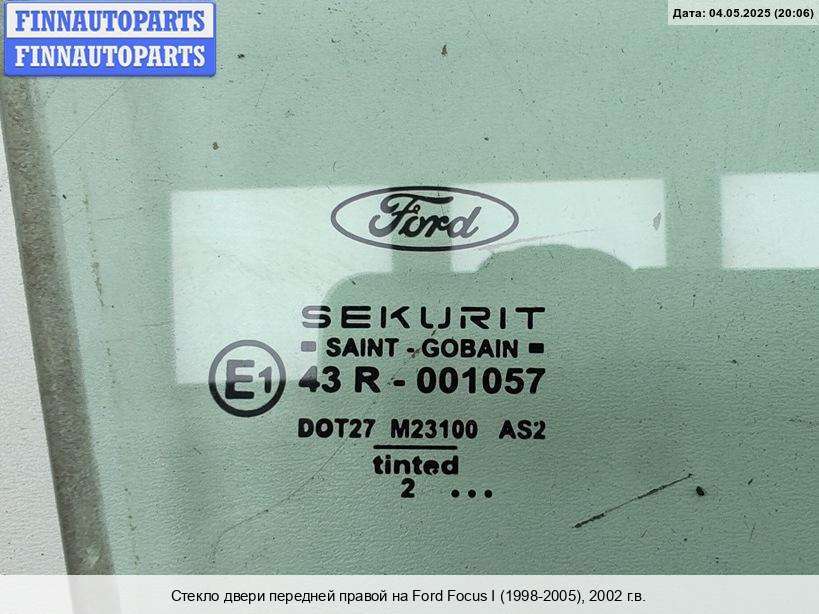 FINNAUTOPARTS
FINNAUTOPARTS
Дата: 04.05.2025 (20:06)
Ford
SEKURIT
SAINT-GOBAIN
E1 43 R - 001057
DOT27 M23100 AS2
tinted
2 ...
Стекло двери передней правой на Ford Focus I (1998-2005), 2002 г.в.